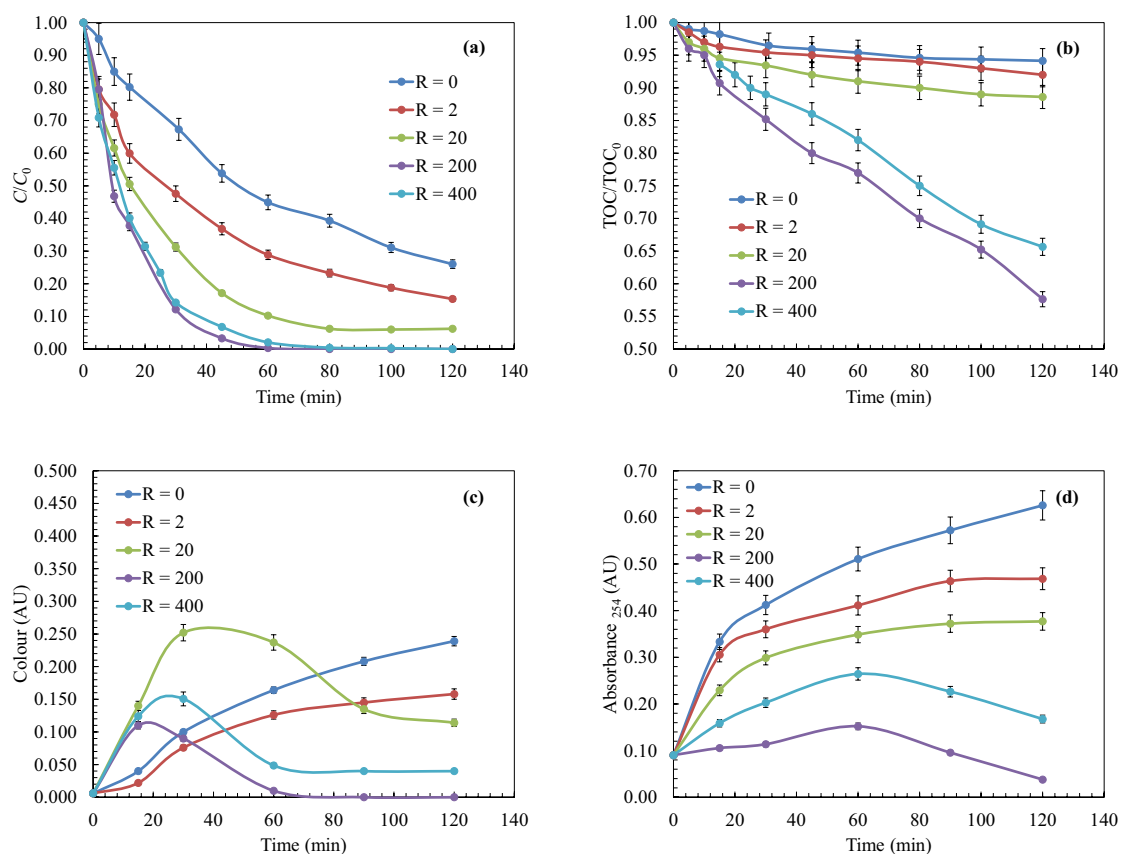 (a)
C/C0
1.00
0.90
0.80
0.70
0.60
0.50
0.40
0.30
0.20
0.10
0.00
R = 0
R = 2
R = 20
R = 200
R = 400
0 20 40 60 80 100 120 140
Time (min)
(b)
TOC/TOC0
1.00
0.95
0.90
0.85
0.80
0.75
0.70
0.65
0.60
0.55
0.50
R = 0
R = 2
R = 20
R = 200
R = 400
0 20 40 60 80 100 120 140
Time (min)
(c)
Colour (AU)
0.500
0.450
0.400
0.350
0.300
0.250
0.200
0.150
0.100
0.050
0.000
R = 0
R = 2
R = 20
R = 200
R = 400
0 20 40 60 80 100 120 140
Time (min)
(d)
Absorbance 254 (AU)
0.70
0.60
0.50
0.40
0.30
0.20
0.10
0.00
R = 0
R = 2
R = 20
R = 200
R = 400
0 20 40 60 80 100 120 140
Time (min)